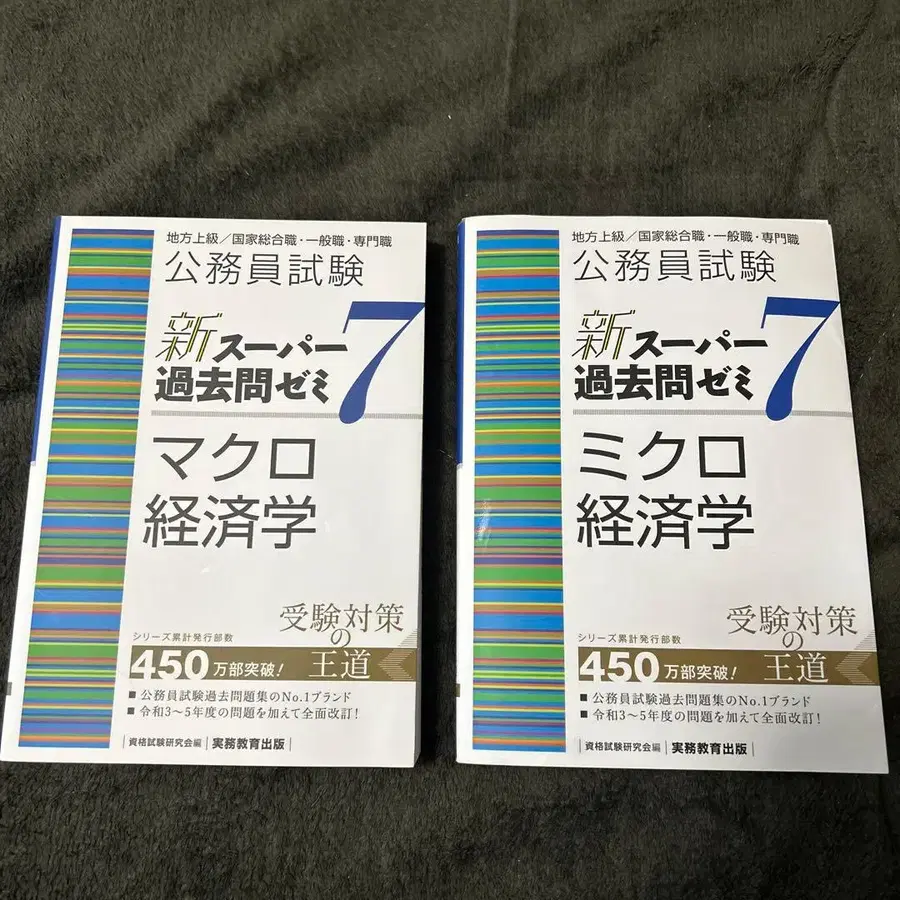 地方上級/国家総合職・一般職・専門職
公務員試験
新スーパー
過去問ゼミ7
マクロ
経済学
受験対策
の
王道
シリーズ累計発行部数
450万部突破!
■ 公務員試験過去問題集のNo.1ブランド
■ 令和3〜5年度の問題を加えて全面改訂!
|資格試験研究会編|実務教育出版|
地方上級/国家総合職・一般職・専門職
公務員試験
新スーパー
過去問ゼミ7
ミクロ
経済学
受験対策
の
王道
シリーズ累計発行部数
450万部突破!
■ 公務員試験過去問題集のNo.1ブランド
■ 令和3〜5年度の問題を加えて全面改訂!
|資格試験研究会編|実務教育出版|